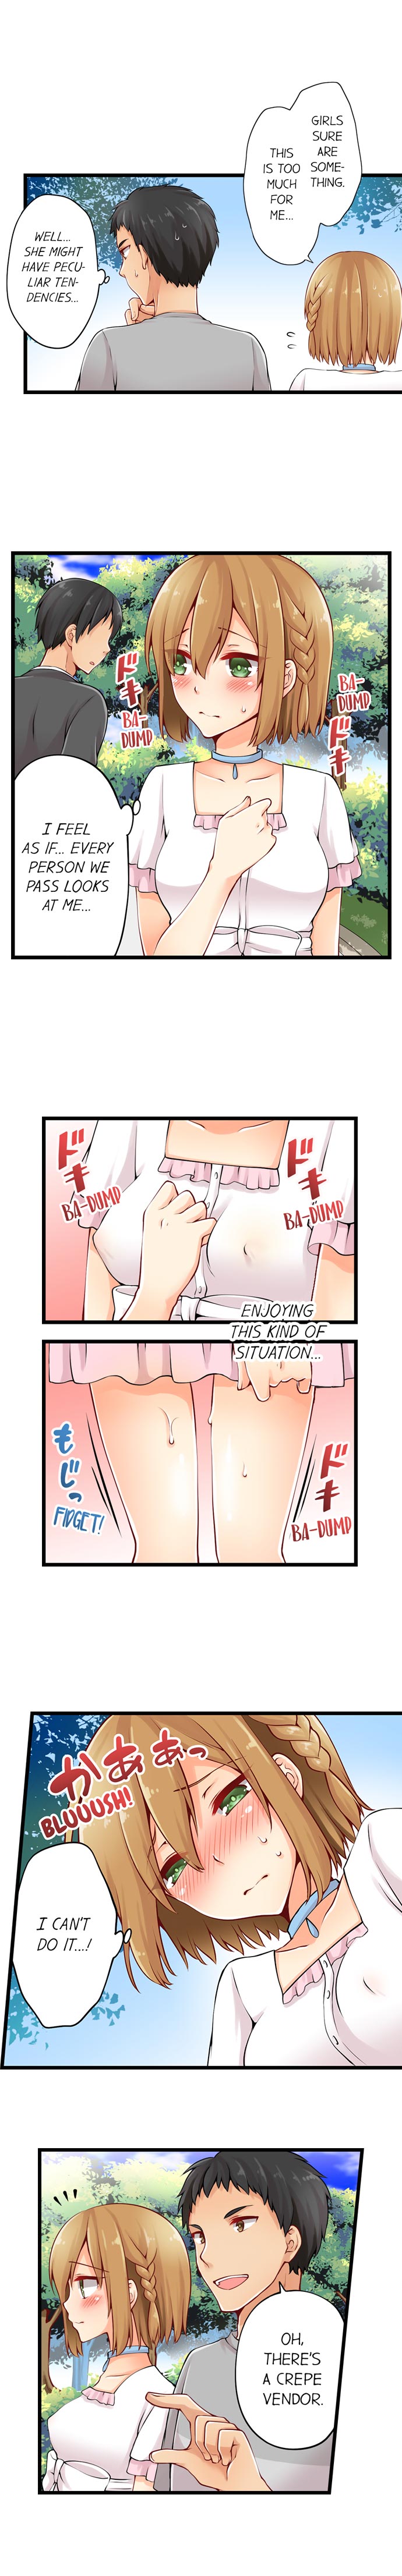 GIRLS
SURE
ARE
SOME-
THING.
THIS
IS TOO
MUCH
FOR
ME...
WELL...
SHE MIGHT
HAVE PECU-
LIAR TEN-
DENCIES...
ドキ
BA-
DUMP
BA-
DUMP
ドキ
I FEEL
AS IF... EVERY
PERSON WE
PASS LOOKS
AT ME...
ドキ
BA-DUMP
ドキ
BA-DUMP
ENJOYING
THIS KIND OF
SITUATION...
もじっ
FIDGET!
ドキ
BA-DUMP
かあぁっ
BLOOUSH!
I CAN'T
DO IT...!
OH,
THERE'S
A CREPE
VENDOR.